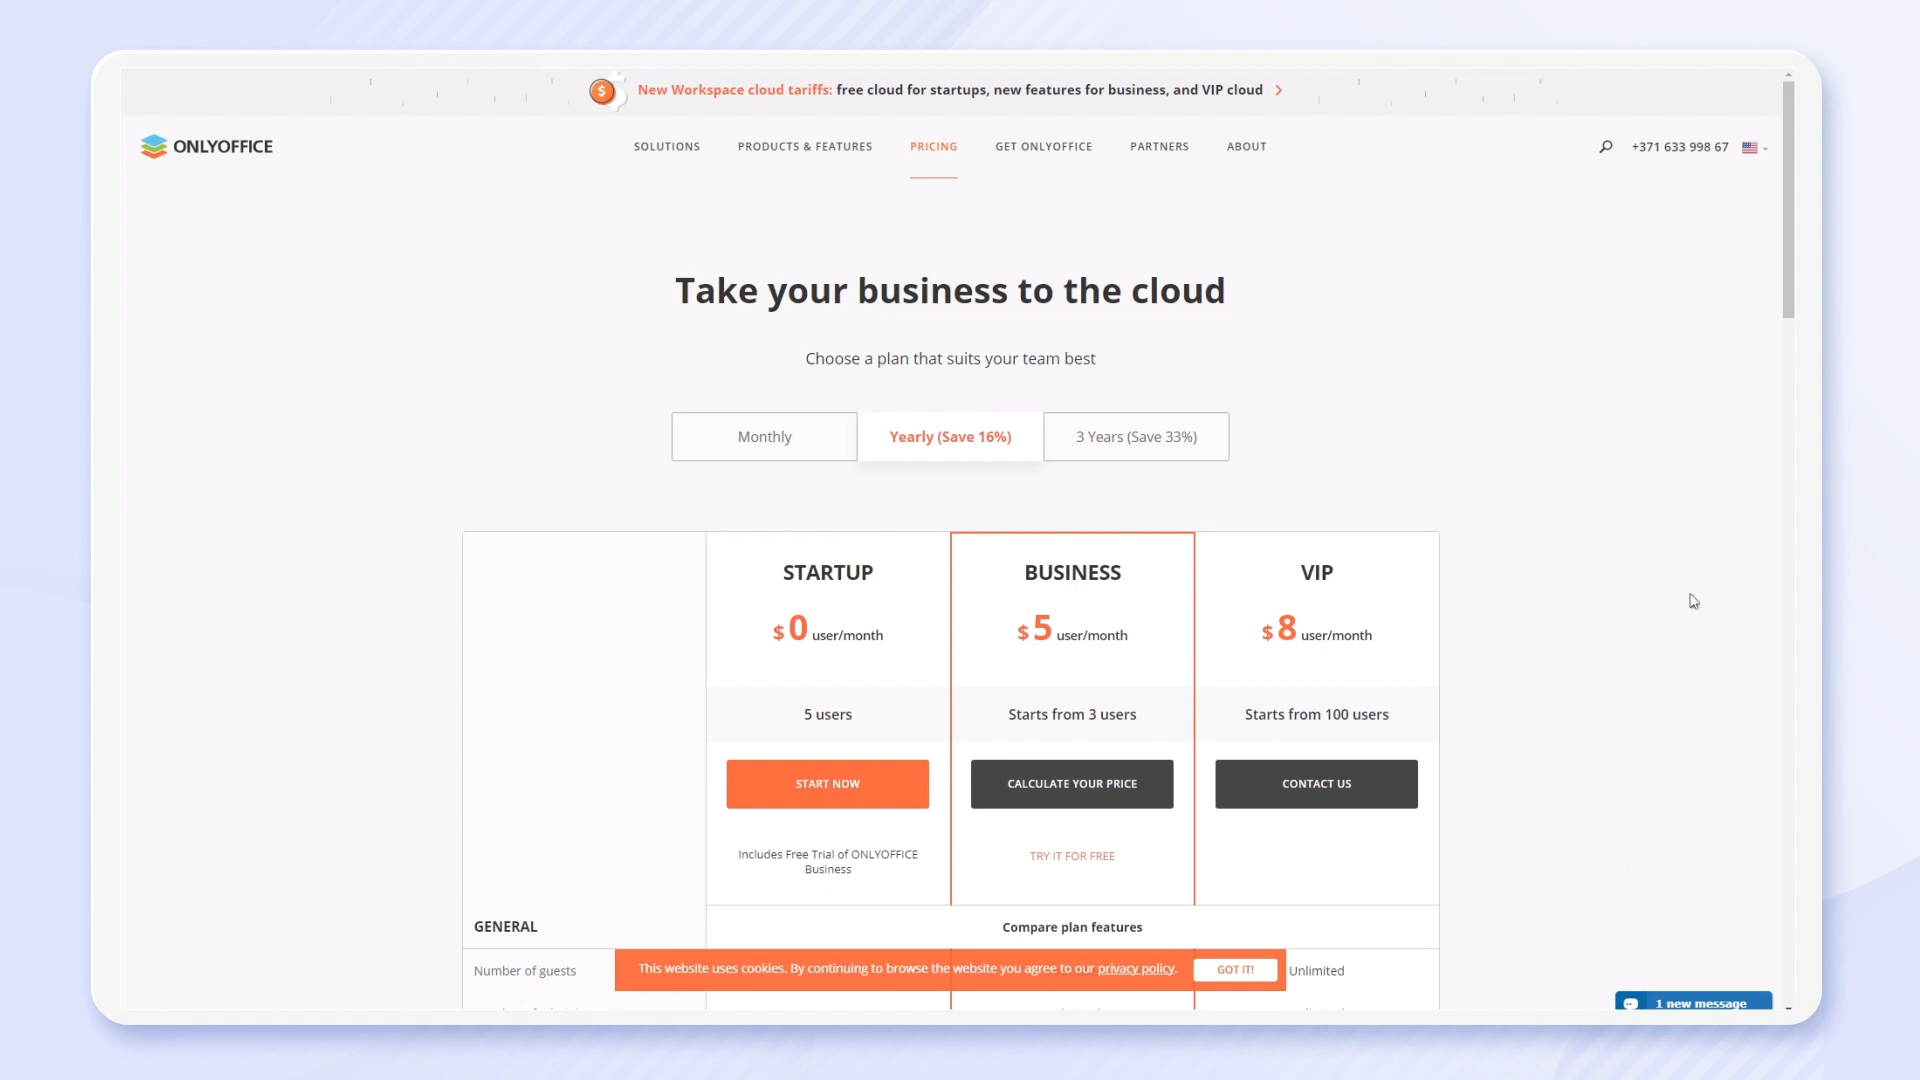 New Workspace cloud tariffs: free cloud for startups, new features for business, and VIP cloud
ONLYOFFICE
SOLUTIONS PRODUCTS & FEATURES PRICING GET ONLYOFFICE PARTNERS ABOUT
+371 633 998 67
Take your business to the cloud
Choose a plan that suits your team best
Monthly Yearly (Save 16%) 3 Years (Save 33%)
STARTUP BUSINESS VIP
$ 0 user/month $ 5 user/month $ 8 user/month
5 users Starts from 3 users Starts from 100 users
START NOW CALCULATE YOUR PRICE CONTACT US
Includes Free Trial of ONLYOFFICE
Business
TRY IT FOR FREE
GENERAL Compare plan features
Number of guests Unlimited
This website uses cookies. By continuing to browse the website you agree to our privacy policy. GOT IT!
1 new message